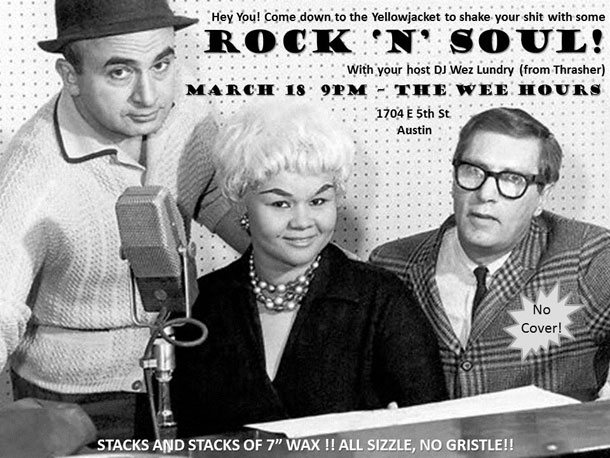 Hey You! Come down to the Yellowjacket to shake your shit with some
ROCK 'N' SOUL!
With your host DJ Wez Lundry (from Thrasher)
MARCH 18 9PM – THE WEE HOURS
1704 E 5th St
Austin
No
Cover!
STACKS AND STACKS OF 7” WAX !! ALL SIZZLE, NO GRISTLE!!